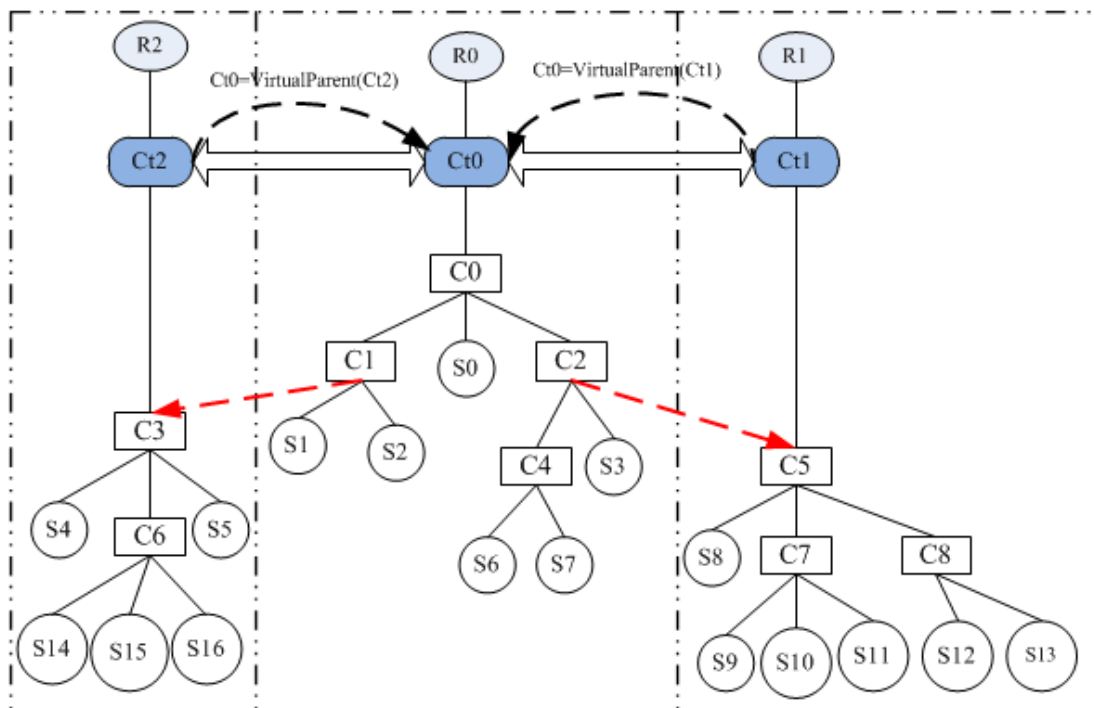 R2
R0
R1
Ct0=VirtualParent(Ct2)
Ct0=VirtualParent(Ct1)
Ct2
Ct0
Ct1
C0
C1
S0
C2
C3
S1
S2
C4
S3
C5
S4
C6
S5
S6
S7
S8
C7
C8
S14
S15
S16
S9
S10
S11
S12
S13